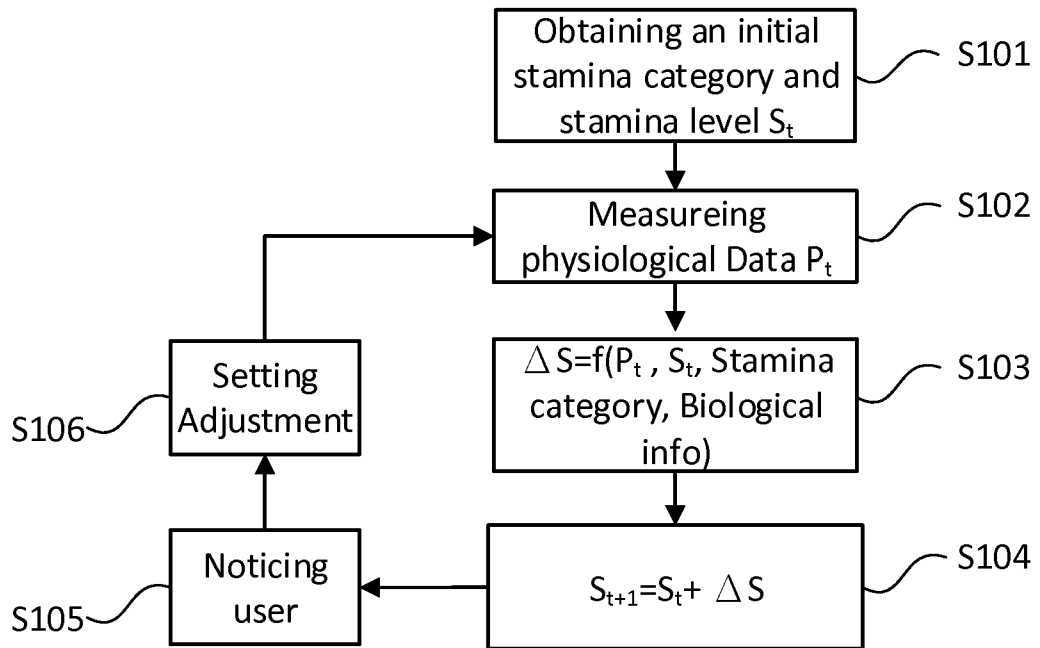 Obtaining an initial
stamina category and
stamina level Sₜ
S101
Measureing
physiological Data Pₜ
S102
Δ S=f(Pₜ , Sₜ, Stamina
category, Biological
info)
S103
Sₜ₊₁=Sₜ+ Δ S
S104
Noticing
user
S105
Setting
Adjustment
S106